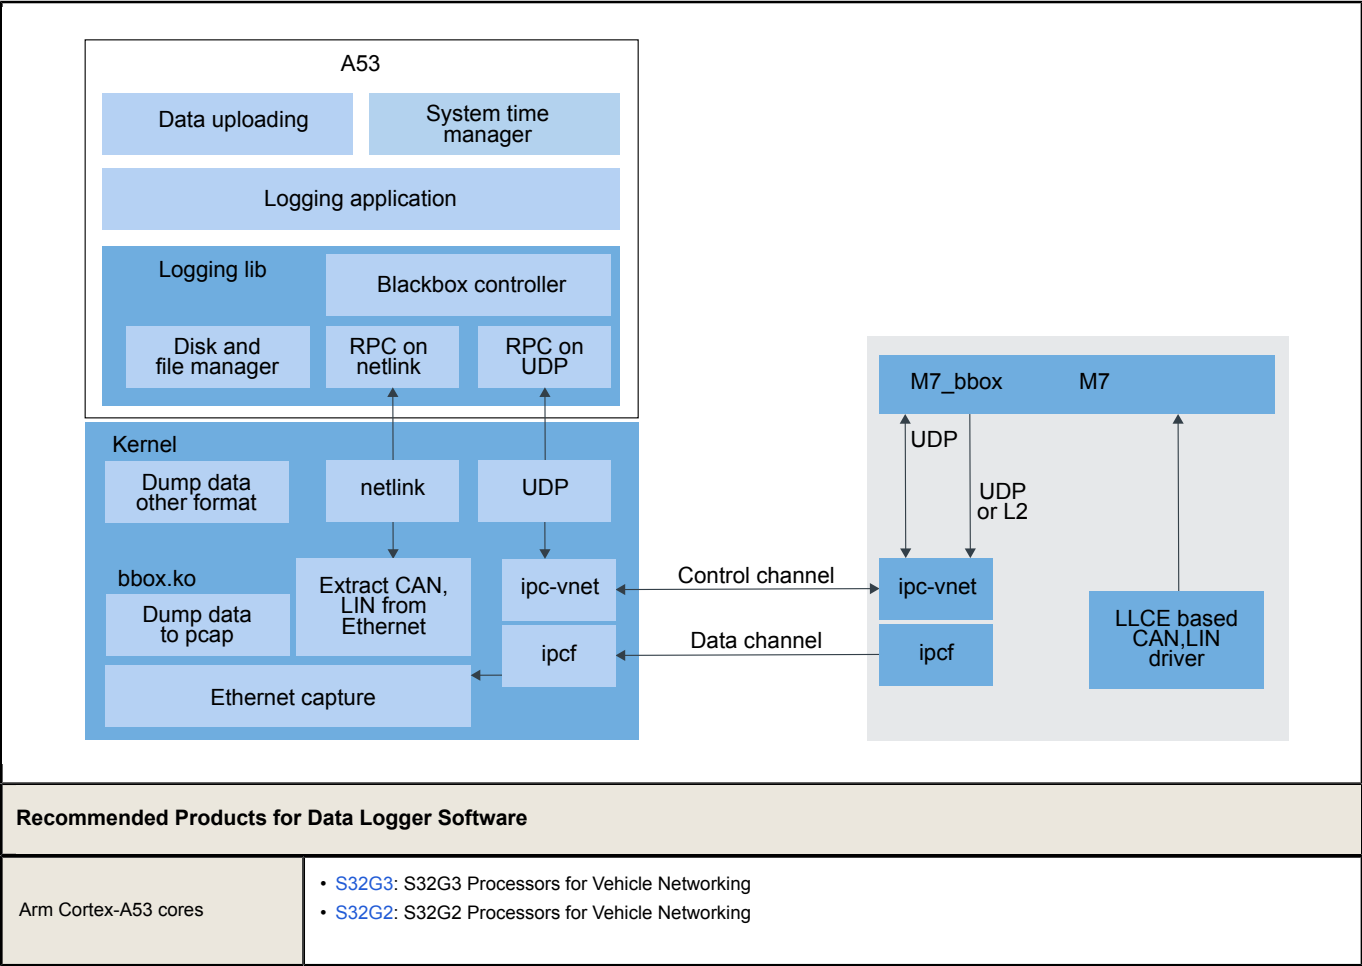 A53
Data uploading
System time
manager
Logging application
Logging lib
Blackbox controller
Disk and
file manager
RPC on
netlink
RPC on
UDP
Kernel
Dump data
other format
netlink
UDP
bbox.ko
Dump data
to pcap
Extract CAN,
LIN from
Ethernet
ipc-vnet
ipcf
Ethernet capture
Control channel
Data channel
M7_bbox
M7
UDP
UDP
or L2
ipc-vnet
ipcf
LLCE based
CAN,LIN
driver
Recommended Products for Data Logger Software
Arm Cortex-A53 cores
• S32G3: S32G3 Processors for Vehicle Networking
• S32G2: S32G2 Processors for Vehicle Networking